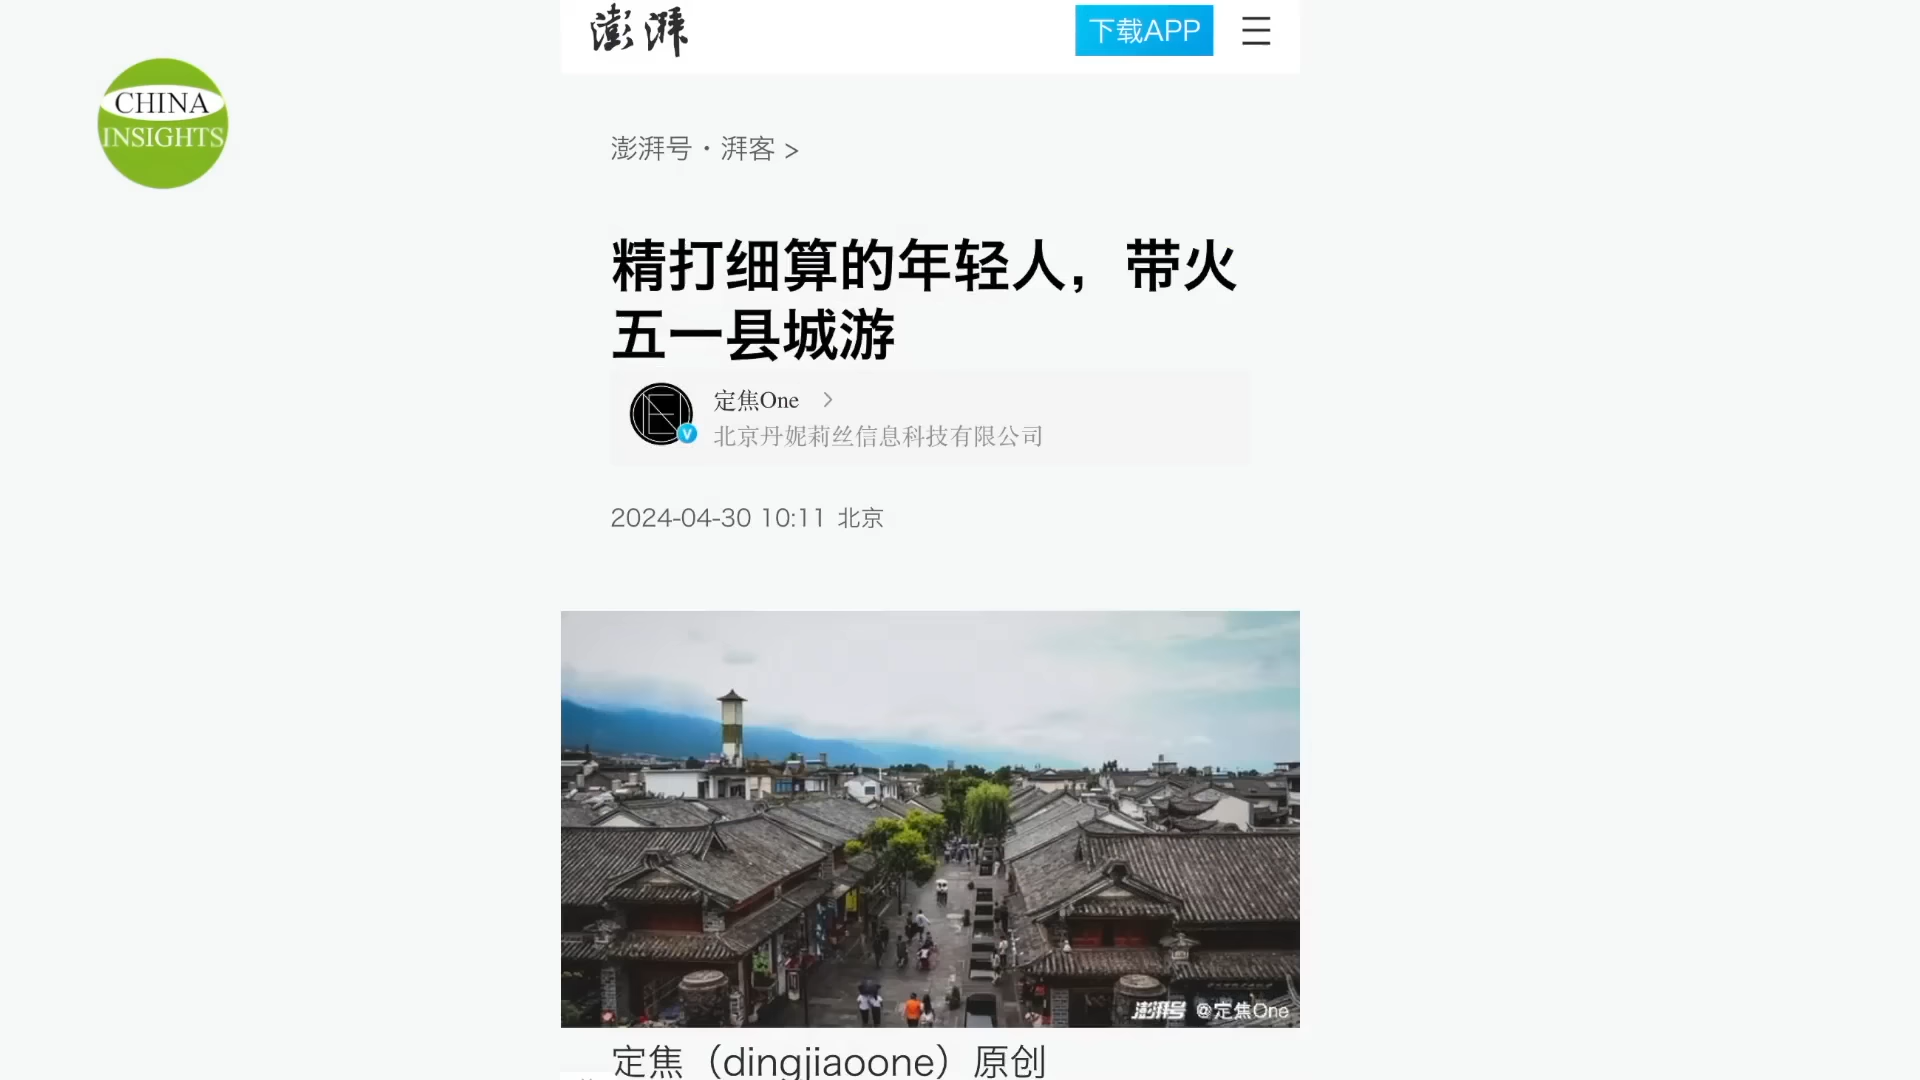 澎湃
下载APP
CHINA
INSIGHTS
澎湃号・湃客 >
精打细算的年轻人，带火
五一县城游
定焦One
北京丹妮莉丝信息科技有限公司
2024-04-30 10:11 北京
澎湃号 @定焦One
定焦（dingjiaoone）原创